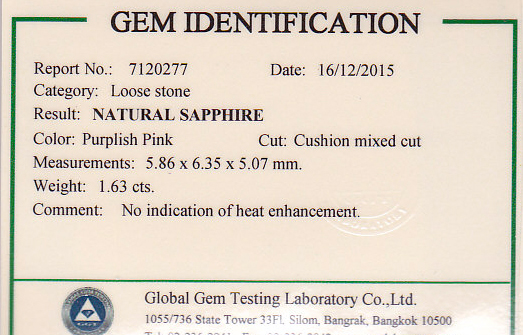 GEM IDENTIFICATION
Report No.: 7120277 Date: 16/12/2015
Category: Loose stone
Result: NATURAL SAPPHIRE
Color: Purplish Pink Cut: Cushion mixed cut
Measurements: 5.86 x 6.35 x 5.07 mm.
Weight: 1.63 cts.
Comment: No indication of heat enhancement.
Global Gem Testing Laboratory Co.,Ltd.
1055/736 State Tower 33Fl, Silom, Bangrak, Bangkok 10500